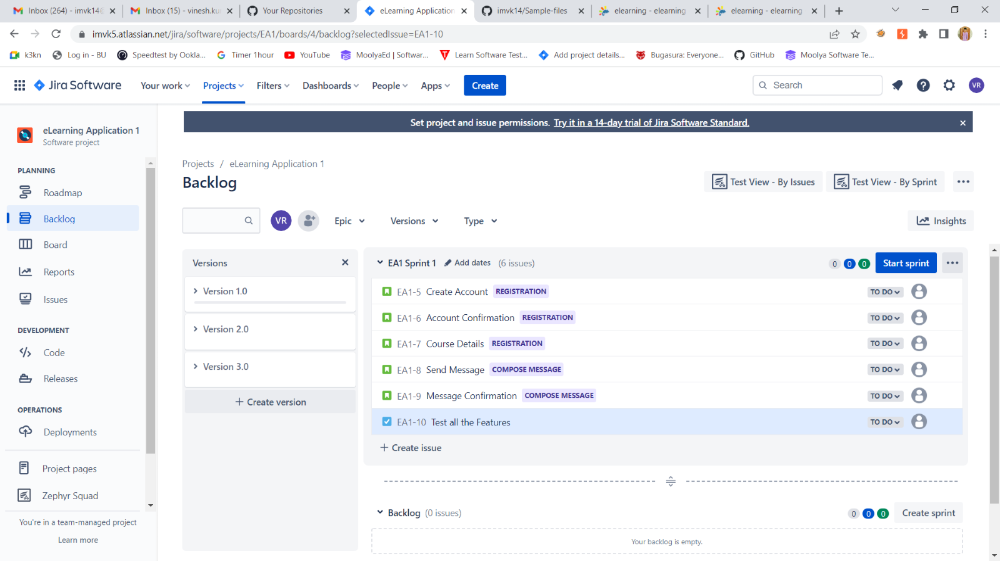 Inbox (264) - imvk14@
Inbox (15) - vinesh.ku
Your Repositories
eLearning Application
imvk14/Sample-files
elearning - elearning
elearning - elearning
imvk5.atlassian.net/jira/software/projects/EA1/boards/4/backlog?selectedIssue=EA1-10
k3kn
Log in - BU
Speedtest by Ookla...
Timer 1hour
YouTube
MoolyaEd | Softwar...
Learn Software Test...
Add project details...
Bugasura: Everyone...
GitHub
Moolya Software Te...
Jira Software
Your work
Projects
Filters
Dashboards
People
Apps
Create
Search
VR
eLearning Application 1
Software project
PLANNING
Roadmap
Backlog
Board
Reports
Issues
DEVELOPMENT
Code
Releases
OPERATIONS
Deployments
Project pages
Zephyr Squad
You're in a team-managed project
Learn more
Set project and issue permissions. Try it in a 14-day trial of Jira Software Standard.
Projects / eLearning Application 1
Backlog
Test View - By Issues
Test View - By Sprint
VR
Epic
Versions
Type
Insights
Versions
Version 1.0
Version 2.0
Version 3.0
+ Create version
EA1 Sprint 1 Add dates (6 issues)
0 0 0 Start sprint
EA1-5 Create Account REGISTRATION TO DO
EA1-6 Account Confirmation REGISTRATION TO DO
EA1-7 Course Details REGISTRATION TO DO
EA1-8 Send Message COMPOSE MESSAGE TO DO
EA1-9 Message Confirmation COMPOSE MESSAGE TO DO
EA1-10 Test all the Features TO DO
+ Create issue
Backlog (0 issues)
0 0 0 Create sprint
Your backlog is empty.